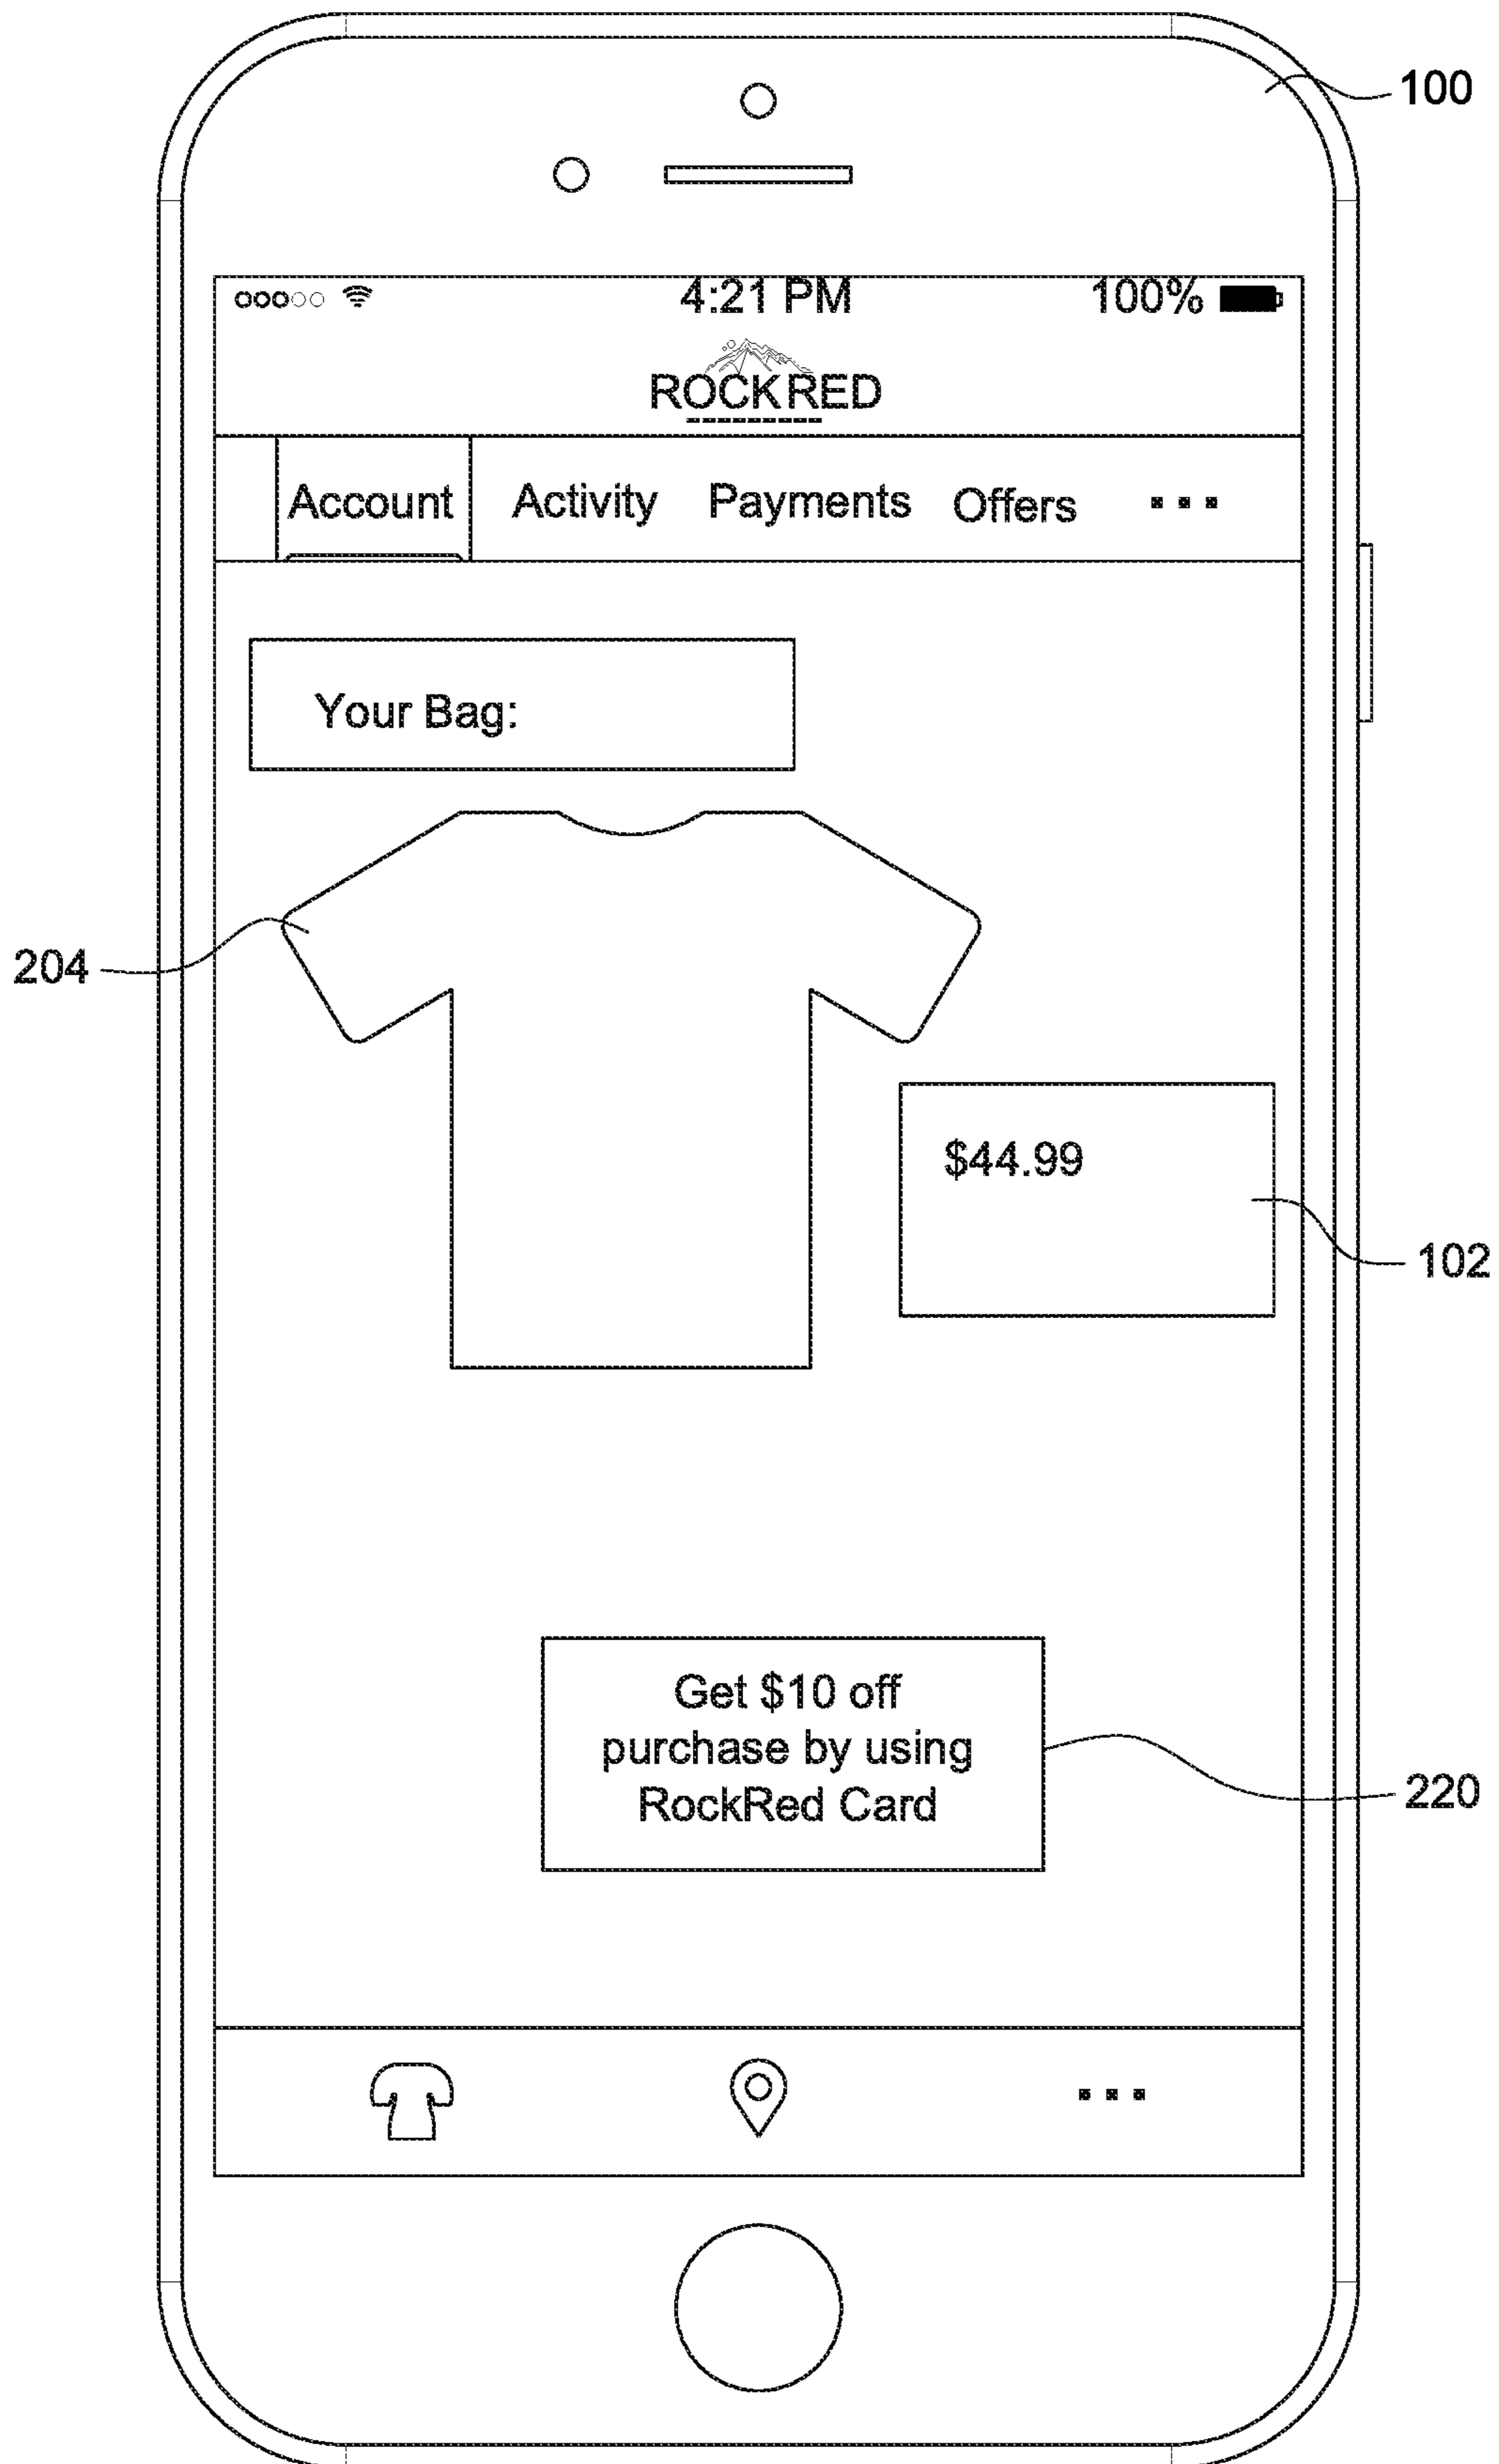 100
4:21 PM 100%
ROCKRED
Account Activity Payments Offers ...
Your Bag:
204
$44.99
102
Get $10 off
purchase by using
RockRed Card
220
...